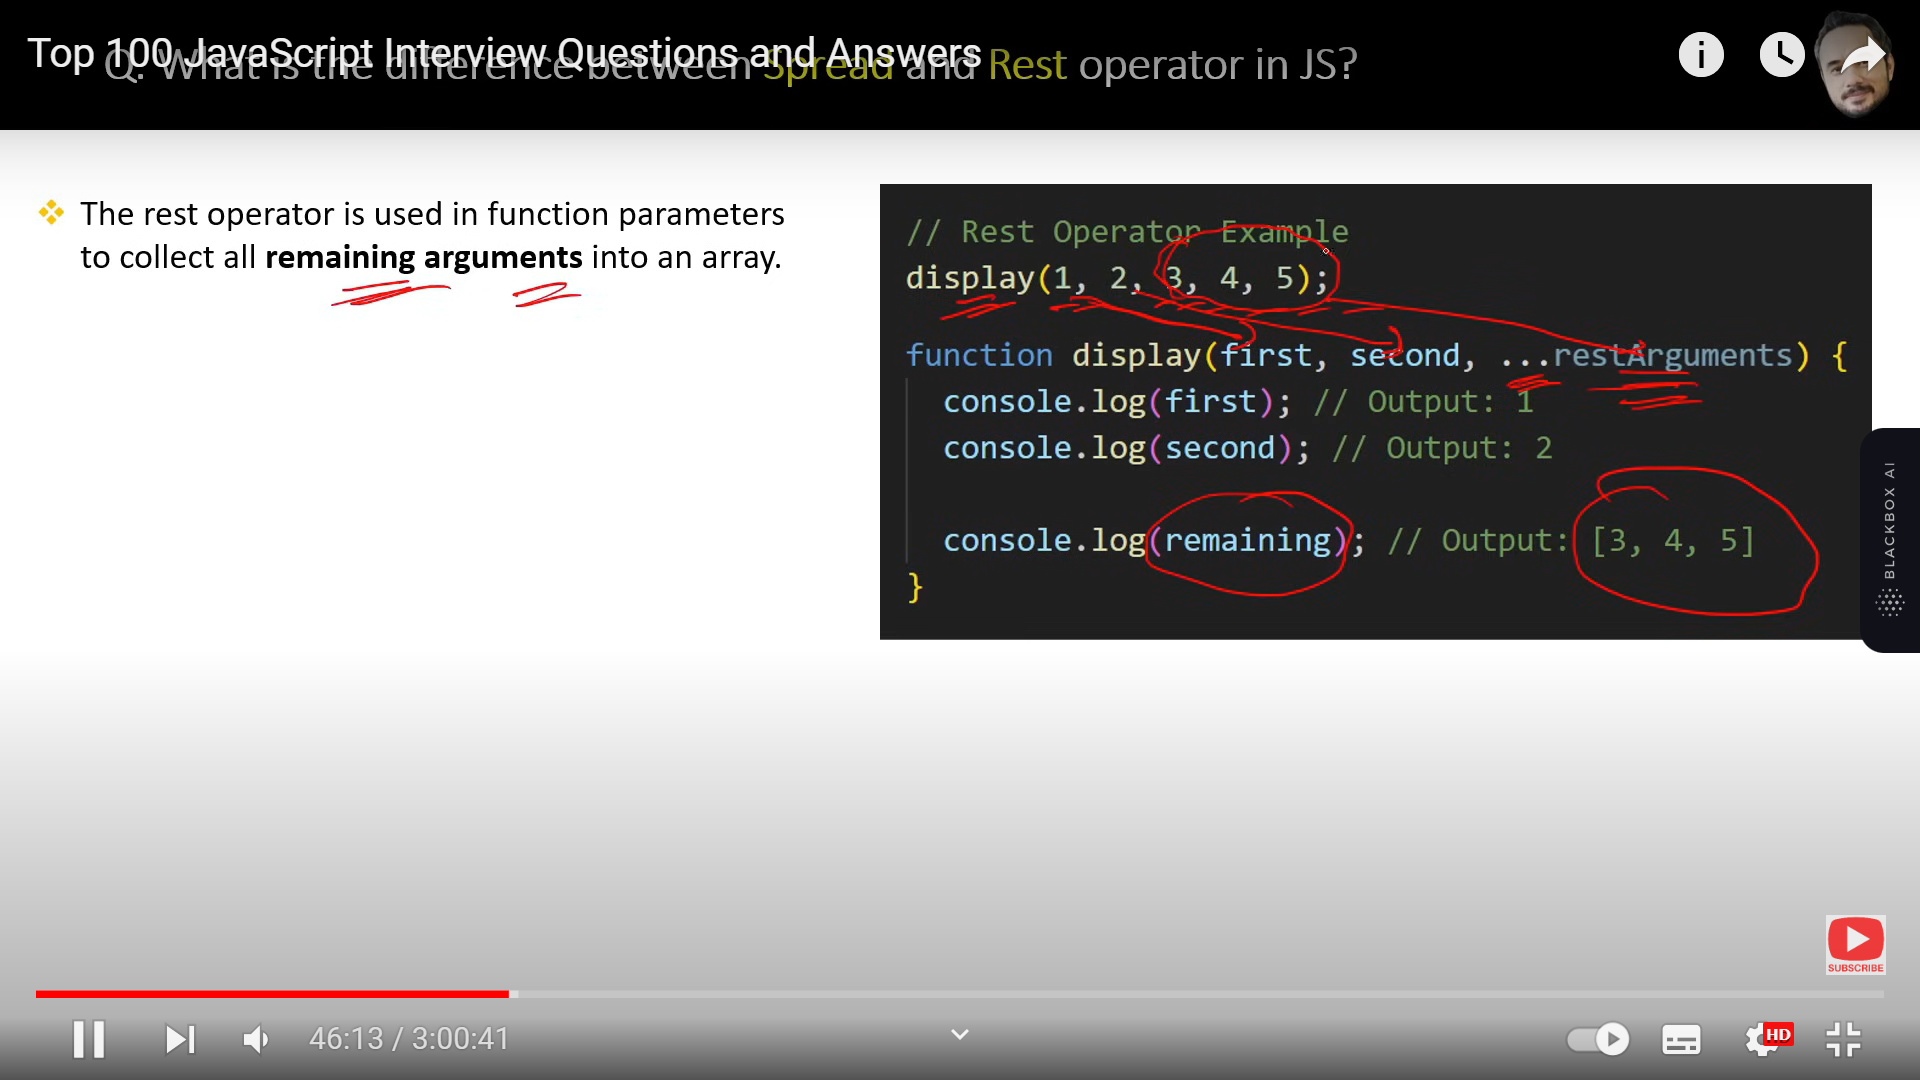 Top 100 JavaScript Interview Questions and Answers
Q. What is the difference between Spread and Rest operator in JS?
The rest operator is used in function parameters
to collect all remaining arguments into an array.
// Rest Operator Example
display(1, 2, 3, 4, 5);
function display(first, second, ...restArguments) {
console.log(first); // Output: 1
console.log(second); // Output: 2
console.log(remaining); // Output: [3, 4, 5]
}
BLACKBOX AI
SUBSCRIBE
46:13 / 3:00:41
HD